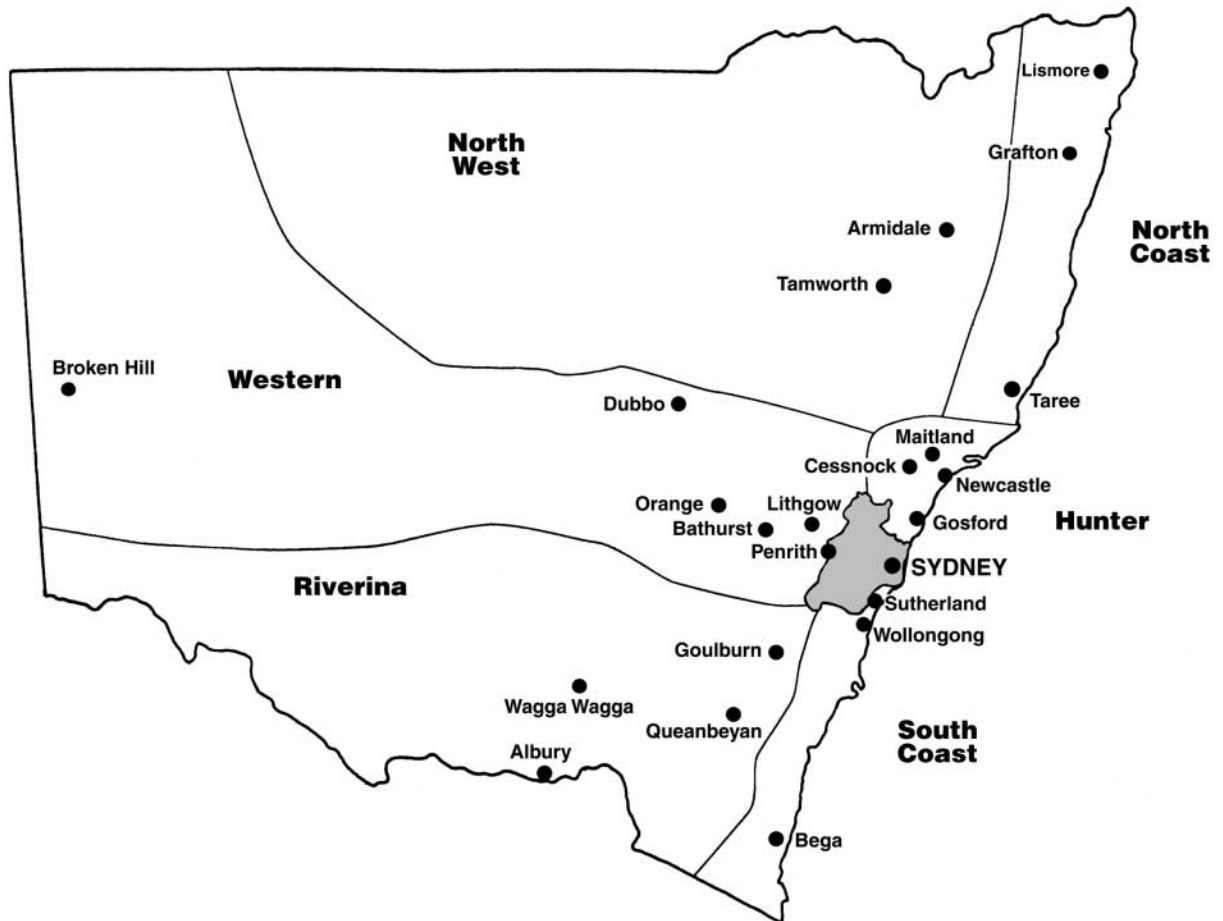 Lismore
North
West
Grafton
Armidale
North
Coast
Tamworth
Broken Hill
Western
Dubbo
Taree
Maitland
Cessnock
Newcastle
Orange
Lithgow
Gosford
Hunter
Bathurst
Penrith
SYDNEY
Riverina
Sutherland
Wollongong
Goulburn
Wagga Wagga
Queanbeyan
South
Coast
Albury
Bega